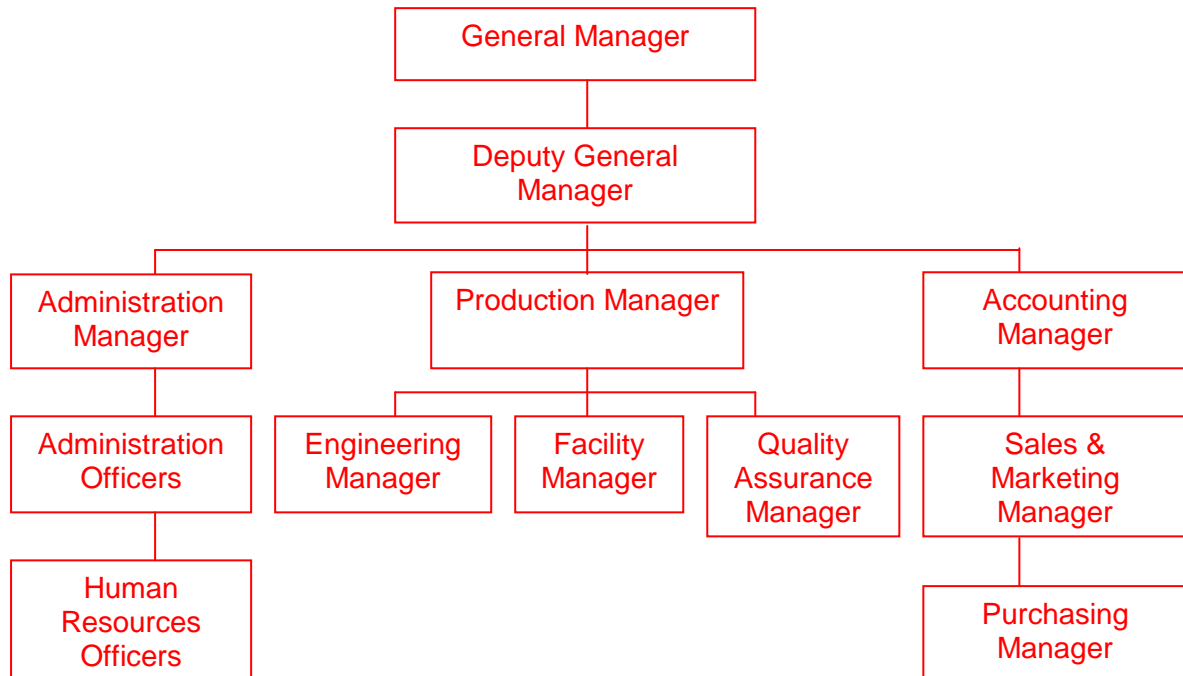 General Manager
Deputy General
Manager
Administration
Manager
Production Manager
Accounting
Manager
Administration
Officers
Engineering
Manager
Facility
Manager
Quality
Assurance
Manager
Sales &
Marketing
Manager
Human
Resources
Officers
Purchasing
Manager